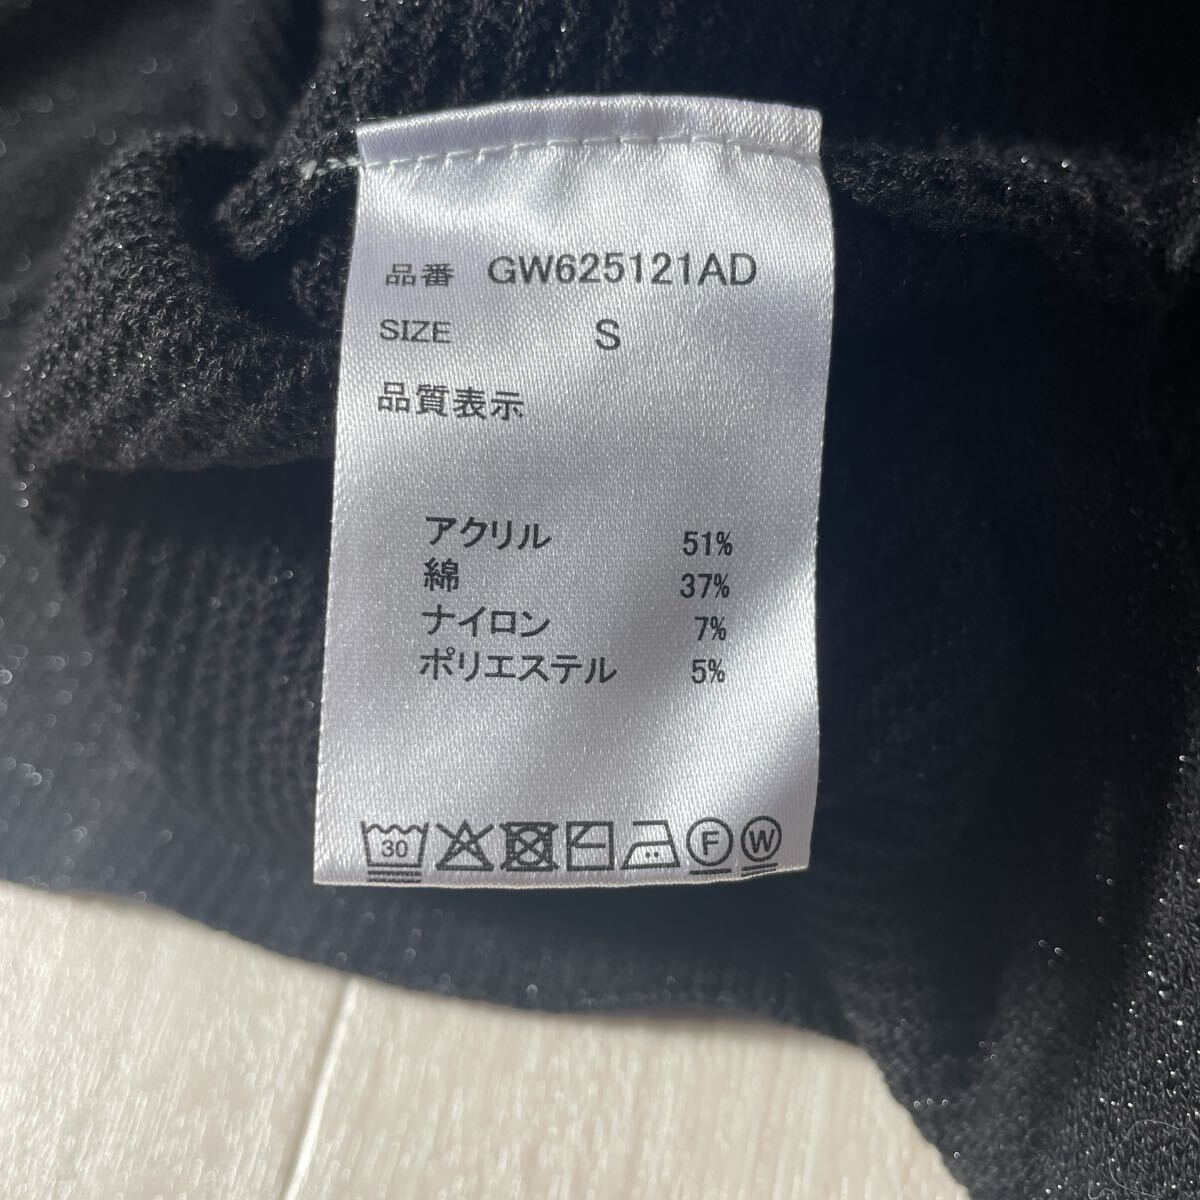 品番 GW625121AD
SIZE S
品質表示
アクリル 51%
綿 37%
ナイロン 7%
ポリエステル 5%
30 F W